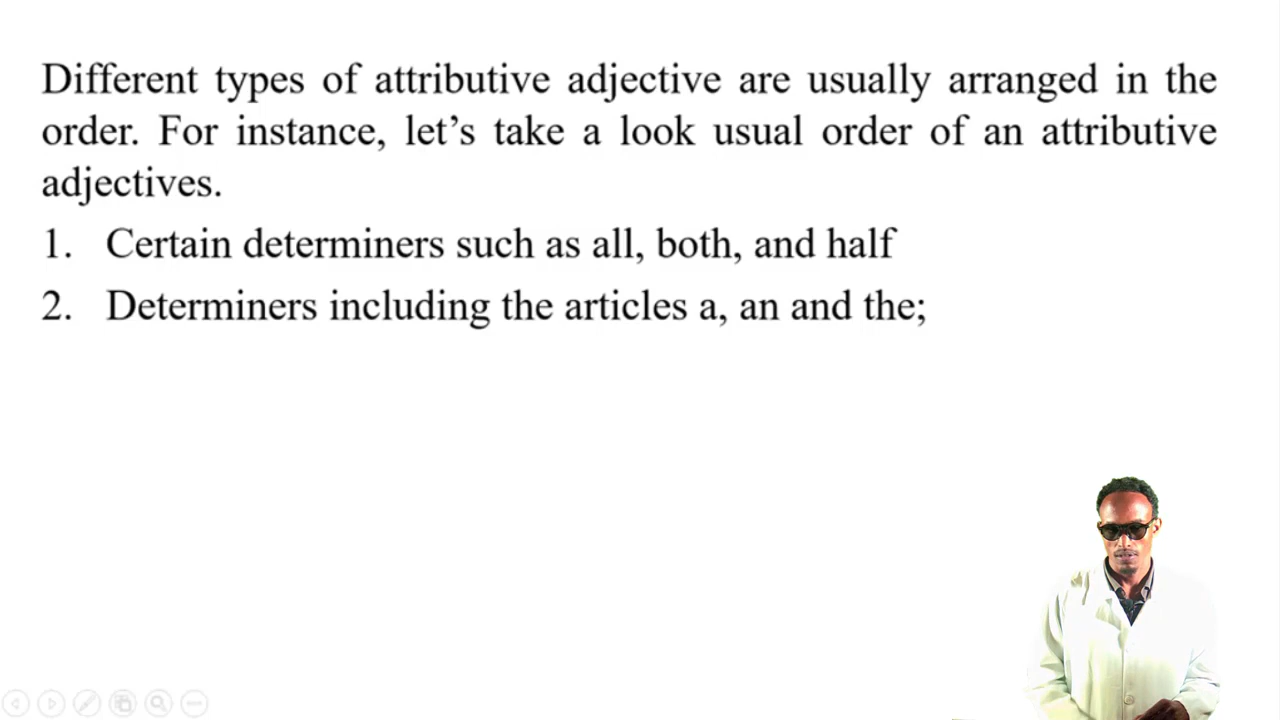 Different types of attributive adjective are usually arranged in the
order. For instance, let’s take a look usual order of an attributive
adjectives.
1. Certain determiners such as all, both, and half
2. Determiners including the articles a, an and the;